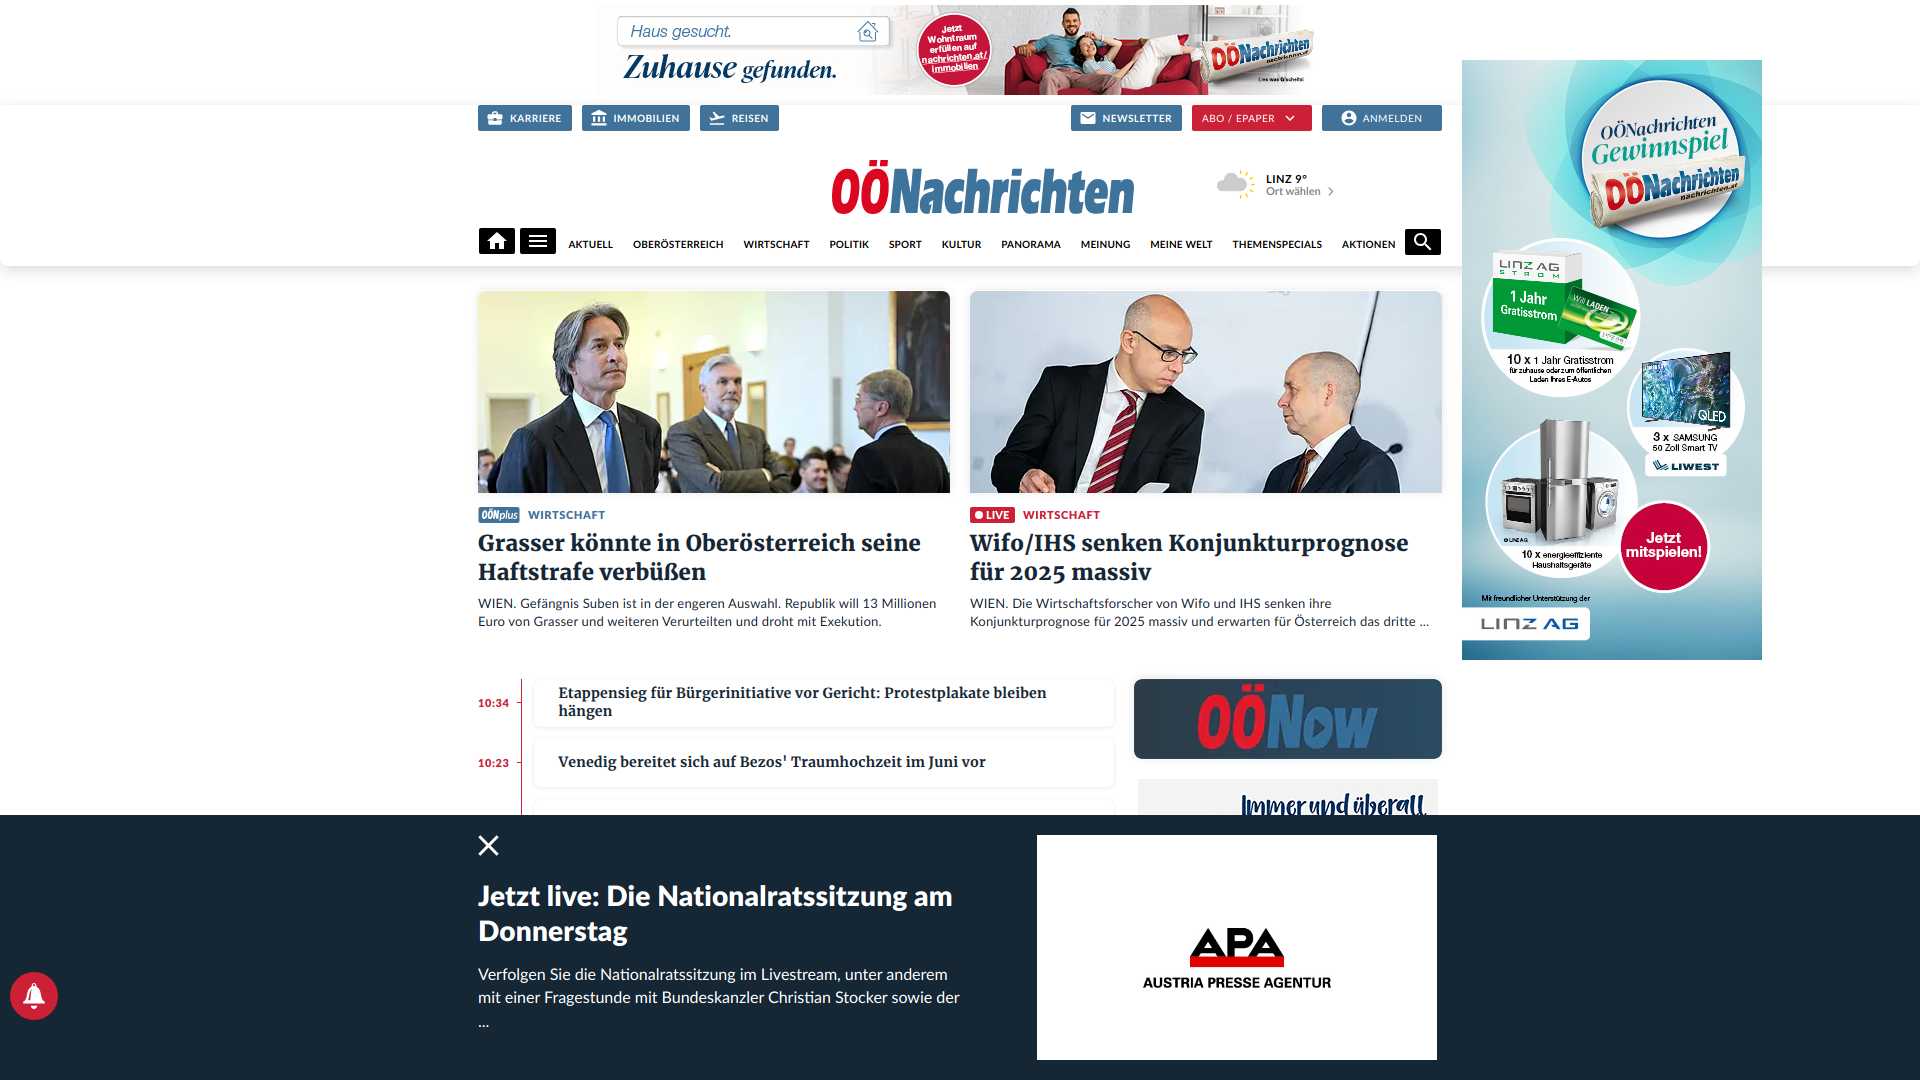 Haus gesucht.
Zuhause gefunden.
Jetzt
Wohntraum
erfüllen auf
nachrichten.at/
immobilien
OÖNachrichten
Lies was G'scheits!
KARRIERE
IMMOBILIEN
REISEN
NEWSLETTER
ABO / EPAPER
ANMELDEN
OÖNachrichten
LINZ 9°
Ort wählen
AKTUELL
OBERÖSTERREICH
WIRTSCHAFT
POLITIK
SPORT
KULTUR
PANORAMA
MEINUNG
MEINE WELT
THEMENSPECIALS
AKTIONEN
OÖNplus WIRTSCHAFT
Grasser könnte in Oberösterreich seine
Haftstrafe verbüßen
WIEN. Gefängnis Suben ist in der engeren Auswahl. Republik will 13 Millionen
Euro von Grasser und weiteren Verurteilten und droht mit Exekution.
LIVE WIRTSCHAFT
Wifo/IHS senken Konjunkturprognose
für 2025 massiv
WIEN. Die Wirtschaftsforscher von Wifo und IHS senken ihre
Konjunkturprognose für 2025 massiv und erwarten für Österreich das dritte ...
OÖNachrichten
Gewinnspiel
OÖNachrichten
nachrichten.at
LINZ AG
STROM
1 Jahr
Gratisstrom
Will LADEN
10 x 1 Jahr Gratisstrom
für zuhause oder zum öffentlichen
Laden Ihres E-Autos
QLED
3 x SAMSUNG
50 Zoll Smart TV
LIWEST
© LINZ AG
10 x energieeffiziente
Haushaltsgeräte
Jetzt
mitspielen!
Mit freundlicher Unterstützung der
LINZ AG
10:34
Etappensieg für Bürgerinitiative vor Gericht: Protestplakate bleiben
hängen
10:23
Venedig bereitet sich auf Bezos' Traumhochzeit im Juni vor
OÖNow
Immer und überall
Jetzt live: Die Nationalratssitzung am
Donnerstag
Verfolgen Sie die Nationalratssitzung im Livestream, unter anderem
mit einer Fragestunde mit Bundeskanzler Christian Stocker sowie der
...
APA
AUSTRIA PRESSE AGENTUR